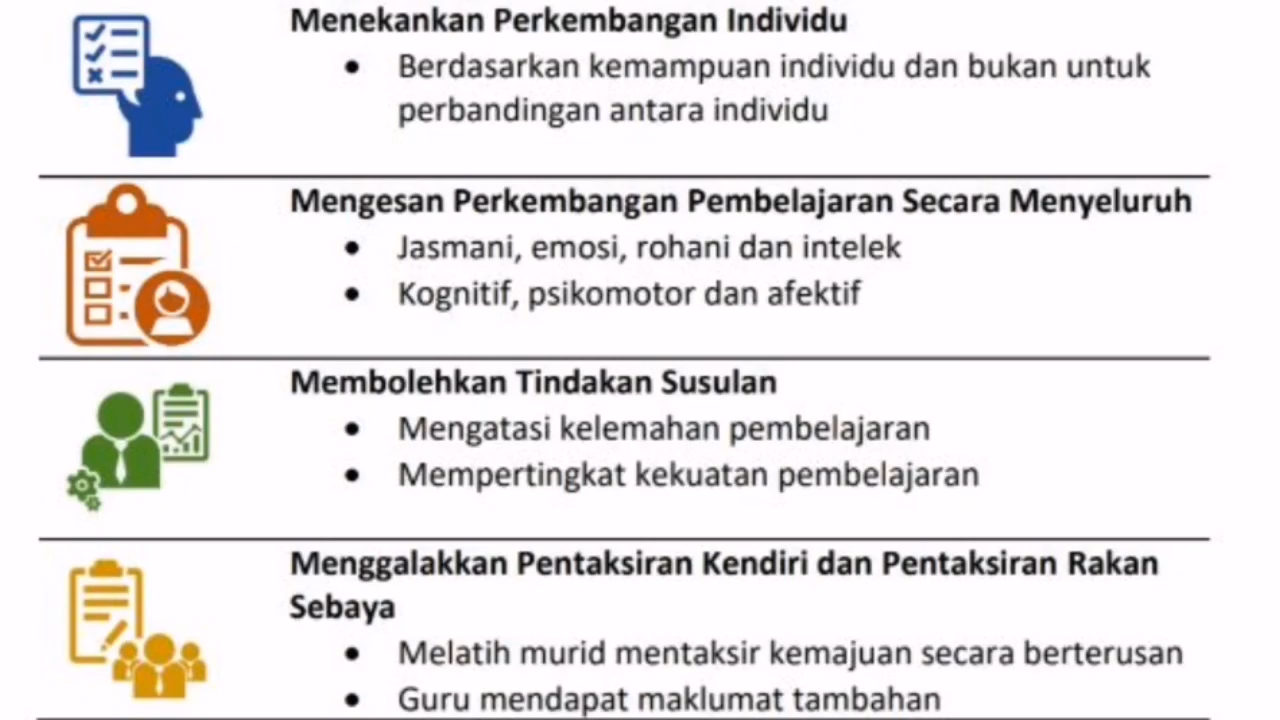 Menekankan Perkembangan Individu
• Berdasarkan kemampuan individu dan bukan untuk
perbandingan antara individu
Mengesan Perkembangan Pembelajaran Secara Menyeluruh
• Jasmani, emosi, rohani dan intelek
• Kognitif, psikomotor dan afektif
Membolehkan Tindakan Susulan
• Mengatasi kelemahan pembelajaran
• Mempertingkat kekuatan pembelajaran
Menggalakkan Pentaksiran Kendiri dan Pentaksiran Rakan
Sebaya
• Melatih murid mentaksir kemajuan secara berterusan
• Guru mendapat maklumat tambahan